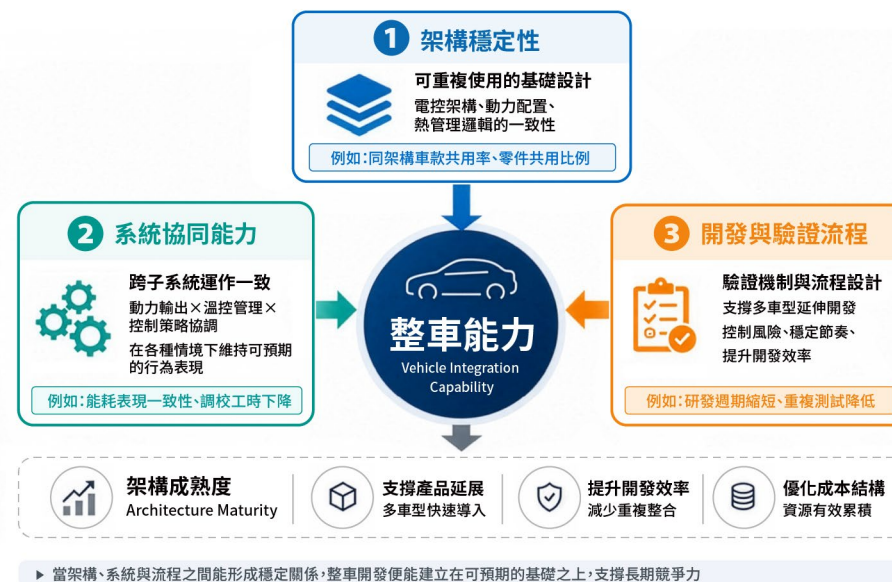 1 架構穩定性
可重複使用的基礎設計
電控架構、動力配置、
熱管理邏輯的一致性
例如：同架構車款共用率、零件共用比例
2 系統協同能力
跨子系統運作一致
動力輸出×溫控管理×
控制策略協調
在各種情境下維持可預期
的行為表現
例如：能耗表現一致性、調校工時下降
整車能力
Vehicle Integration
Capability
3 開發與驗證流程
驗證機制與流程設計
支撐多車型延伸開發
控制風險、穩定節奏、
提升開發效率
例如：研發週期縮短、重複測試降低
架構成熟度
Architecture Maturity
支撐產品延展
多車型快速導入
提升開發效率
減少重複整合
優化成本結構
資源有效累積
▶ 當架構、系統與流程之間能形成穩定關係，整車開發便能建立在可預期的基礎之上，支撐長期競爭力